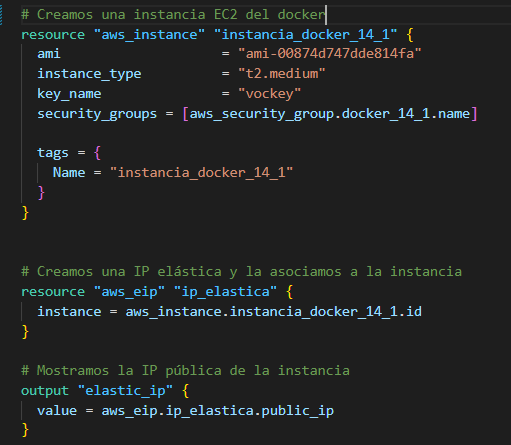 # Creamos una instancia EC2 del docker
resource "aws_instance" "instancia_docker_14_1" {
  ami                    = "ami-00874d747dde814fa"
  instance_type          = "t2.medium"
  key_name               = "vockey"
  security_groups = [aws_security_group.docker_14_1.name]
  tags = {
    Name = "instancia_docker_14_1"
  }
}
# Creamos una IP elástica y la asociamos a la instancia
resource "aws_eip" "ip_elastica" {
  instance = aws_instance.instancia_docker_14_1.id
}
# Mostramos la IP pública de la instancia
output "elastic_ip" {
  value = aws_eip.ip_elastica.public_ip
}